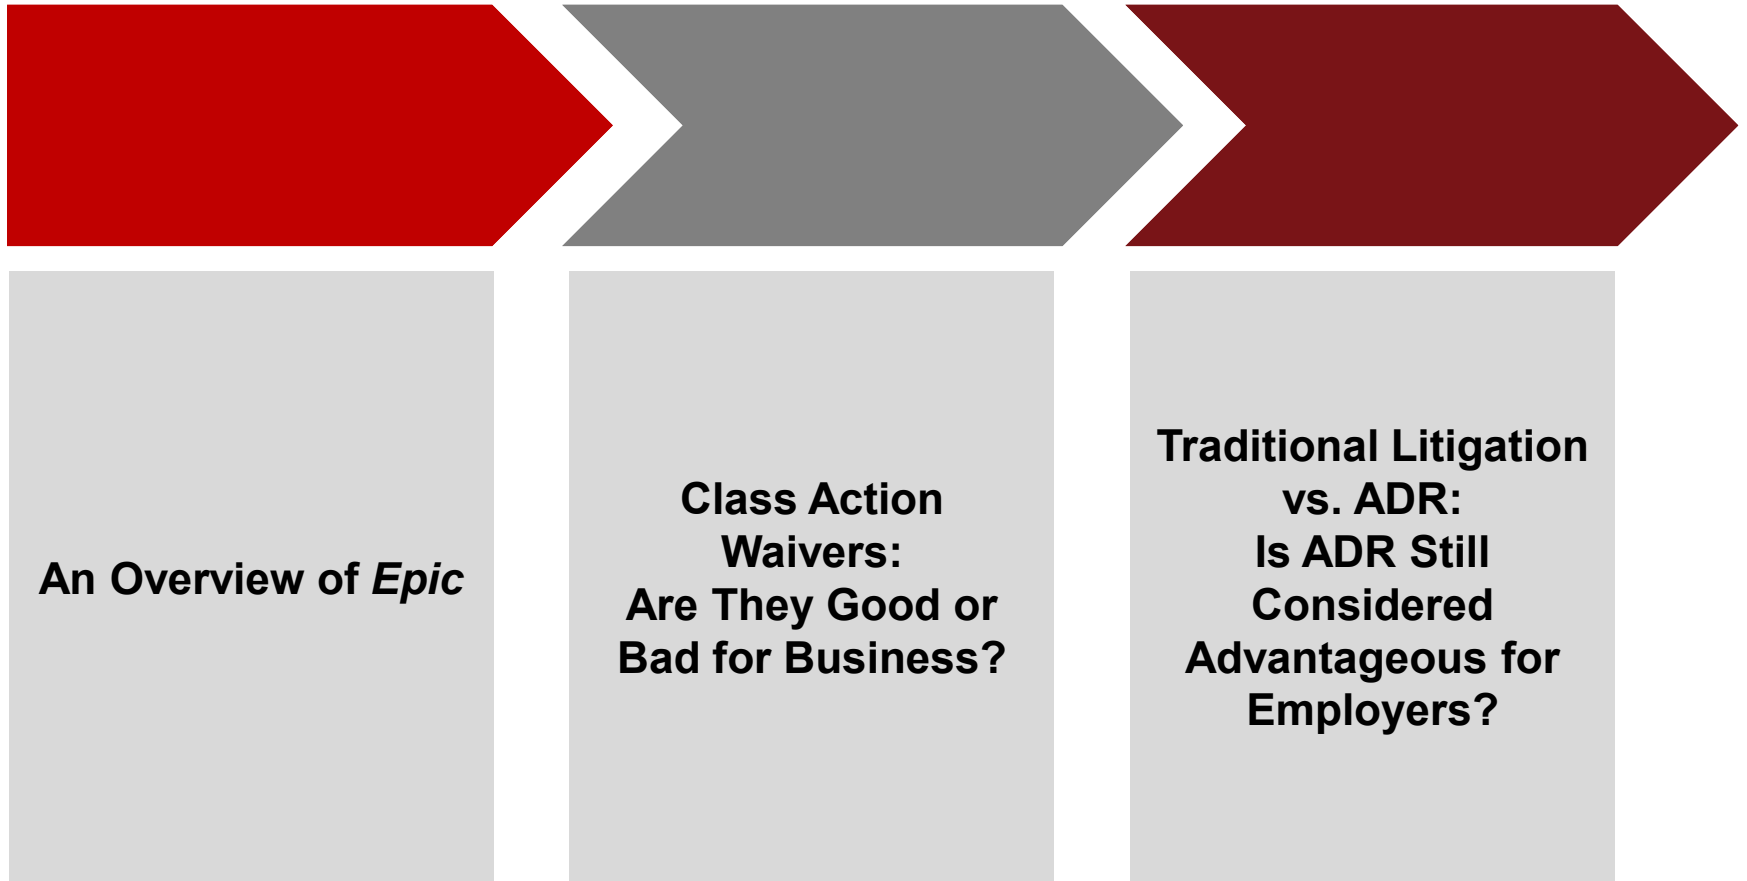 An Overview of Epic
Class Action
Waivers:
Are They Good or
Bad for Business?
Traditional Litigation
vs. ADR:
Is ADR Still
Considered
Advantageous for
Employers?